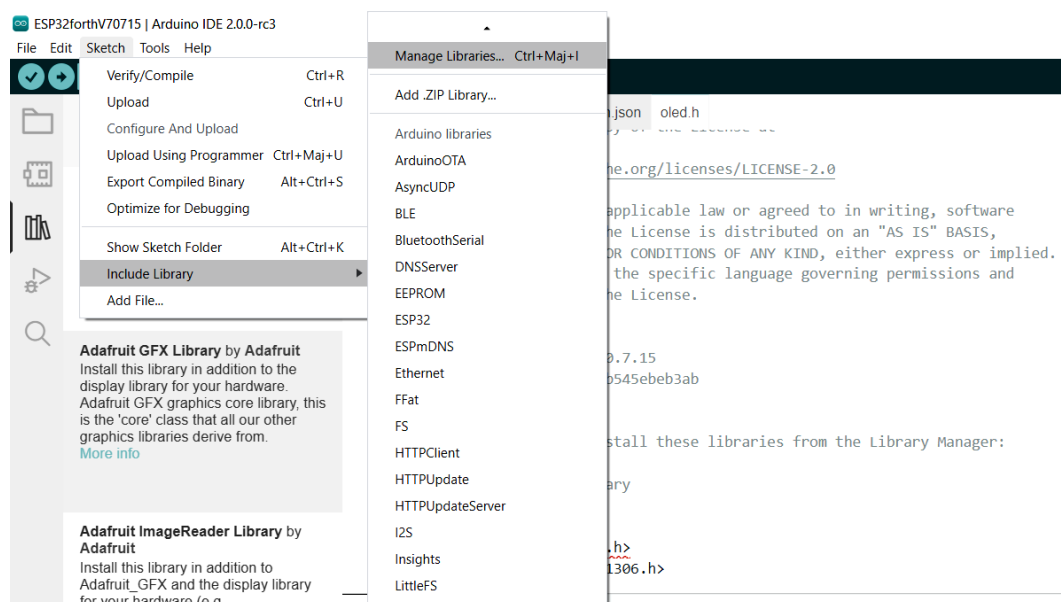 ESP32forthV70715 | Arduino IDE 2.0.0-rc3
File Edit Sketch Tools Help
Verify/Compile Ctrl+R
Upload Ctrl+U
Configure And Upload
Upload Using Programmer Ctrl+Maj+U
Export Compiled Binary Alt+Ctrl+S
Optimize for Debugging
Show Sketch Folder Alt+Ctrl+K
Include Library
Add File...
Adafruit GFX Library by Adafruit
Install this library in addition to the
display library for your hardware.
Adafruit GFX graphics core library, this
is the 'core' class that all our other
graphics libraries derive from.
More info
Adafruit ImageReader Library by
Adafruit
Install this library in addition to
Adafruit_GFX and the display library
for your hardware (e.g.
Manage Libraries... Ctrl+Maj+I
Add .ZIP Library...
Arduino libraries
ArduinoOTA
AsyncUDP
BLE
BluetoothSerial
DNSServer
EEPROM
ESP32
ESPmDNS
Ethernet
FFat
FS
HTTPClient
HTTPUpdate
HTTPUpdateServer
I2S
Insights
LittleFS
.json oled.h
of the License at
.org/licenses/LICENSE-2.0
applicable law or agreed to in writing, software
License is distributed on an "AS IS" BASIS,
OR CONDITIONS OF ANY KIND, either express or implied.
the specific language governing permissions and
License.
.7.15
545ebeb3ab
stall these libraries from the Library Manager:
ary
.h>
1306.h>